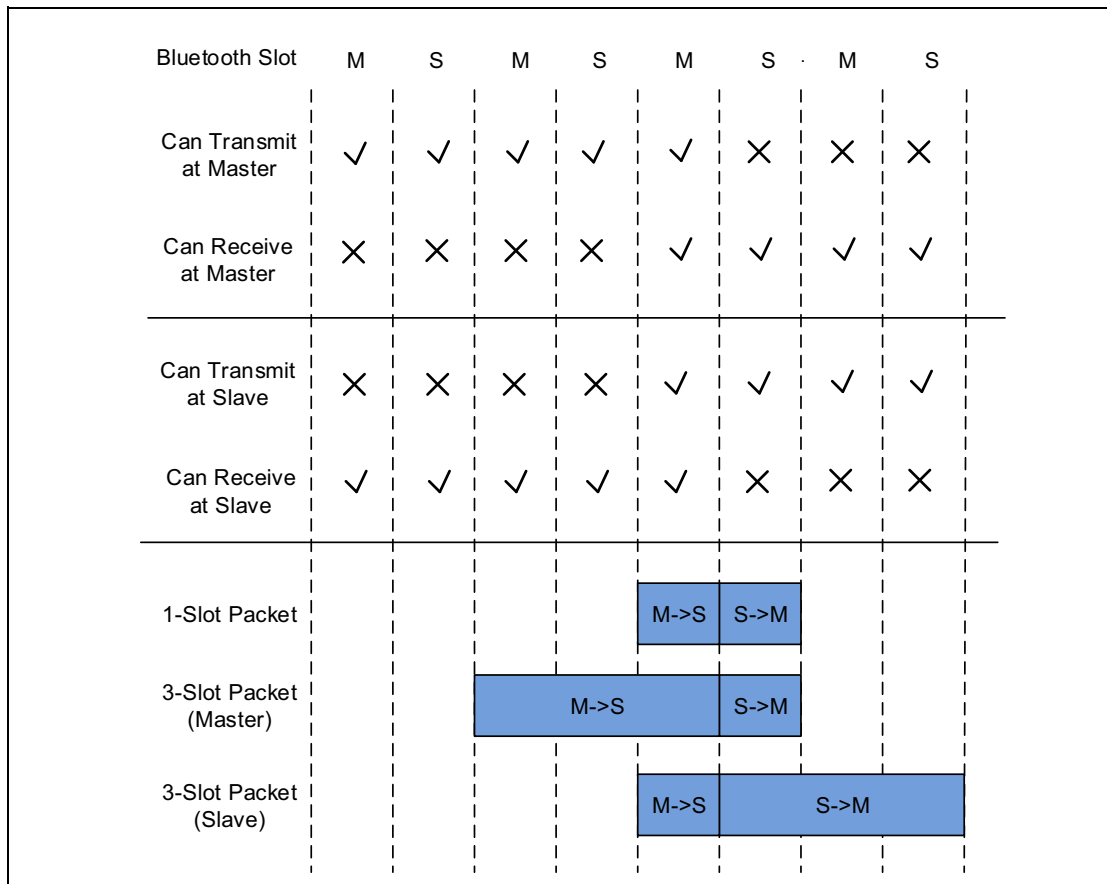 Bluetooth Slot M S M S M S . M S
Can Transmit
at Master
Can Receive
at Master
Can Transmit
at Slave
Can Receive
at Slave
1-Slot Packet M->S S->M
3-Slot Packet
(Master)
M->S S->M
3-Slot Packet
(Slave)
M->S S->M